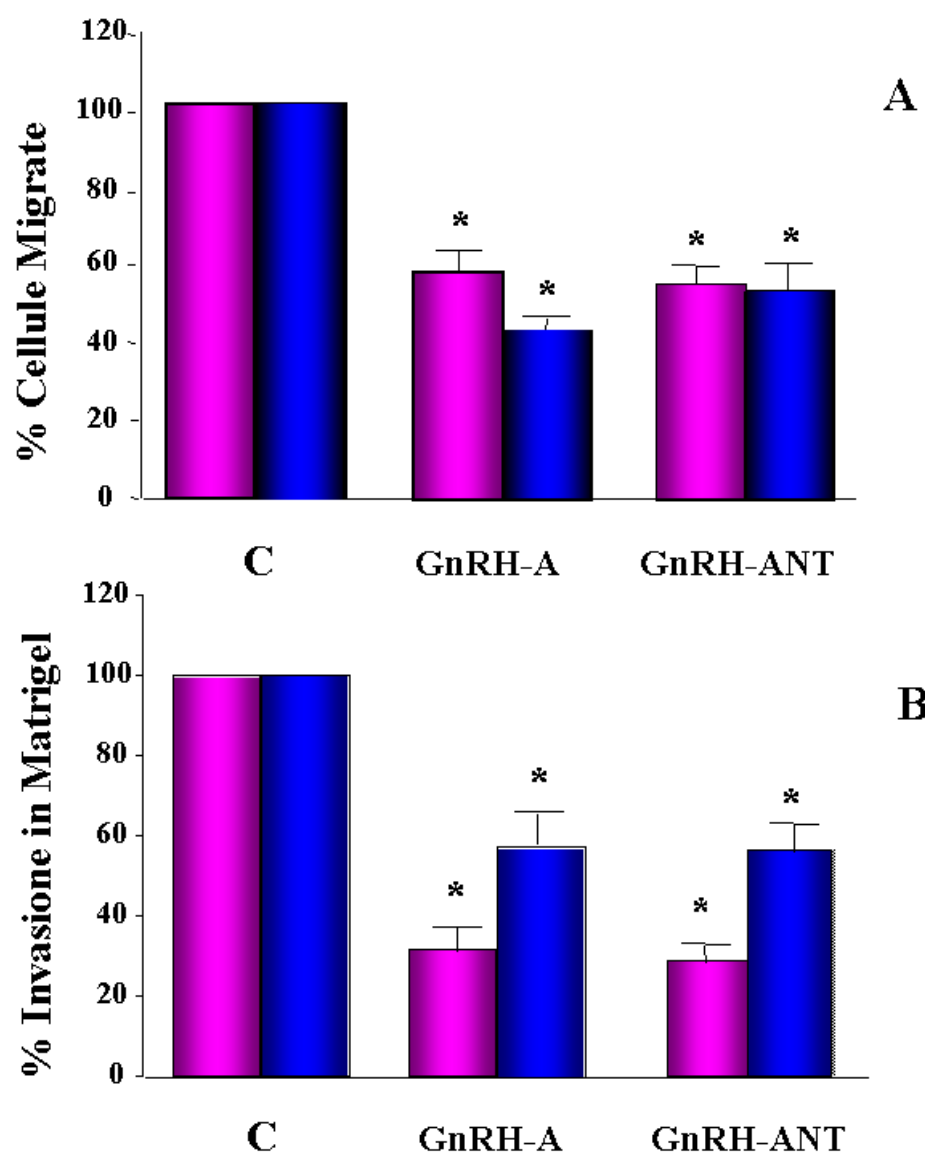 120
100
80
60
40
20
0
% Cellule Migrate
A
*
*
*
*
C
GnRH-A
GnRH-ANT
120
100
80
60
40
20
0
% Invasione in Matrigel
B
*
*
*
*
C
GnRH-A
GnRH-ANT